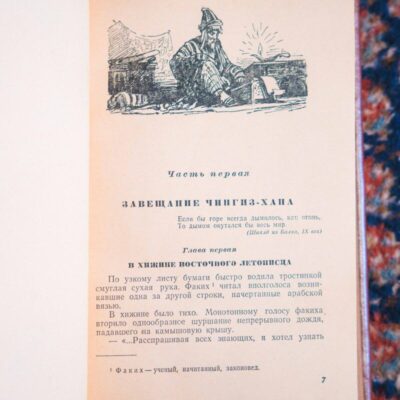 Часть первая
ЗАВЕЩАНИЕ ЧИНГИЗ-ХАНА
Если бы горе всегда дымилось, как огонь,
То дымом окутался бы весь мир.
(Шахид из Балха, IX век)
Глава первая
В ХИЖИНЕ ВОСТОЧНОГО ЛЕТОПИСЦА
По узкому листу бумаги быстро водила тростинкой
смуглая сухая рука. Факих¹ читал вполголоса возни-
кавшие одна за другой строки, начертанные арабской
вязью.
В хижине было тихо. Монотонному голосу факиха
вторило однообразное шуршание непрерывного дождя,
падавшего на камышовую крышу.
— «...Расспрашивая всех знающих, я хотел узнать
¹ Факих — ученый, начитанный, законовед.
7